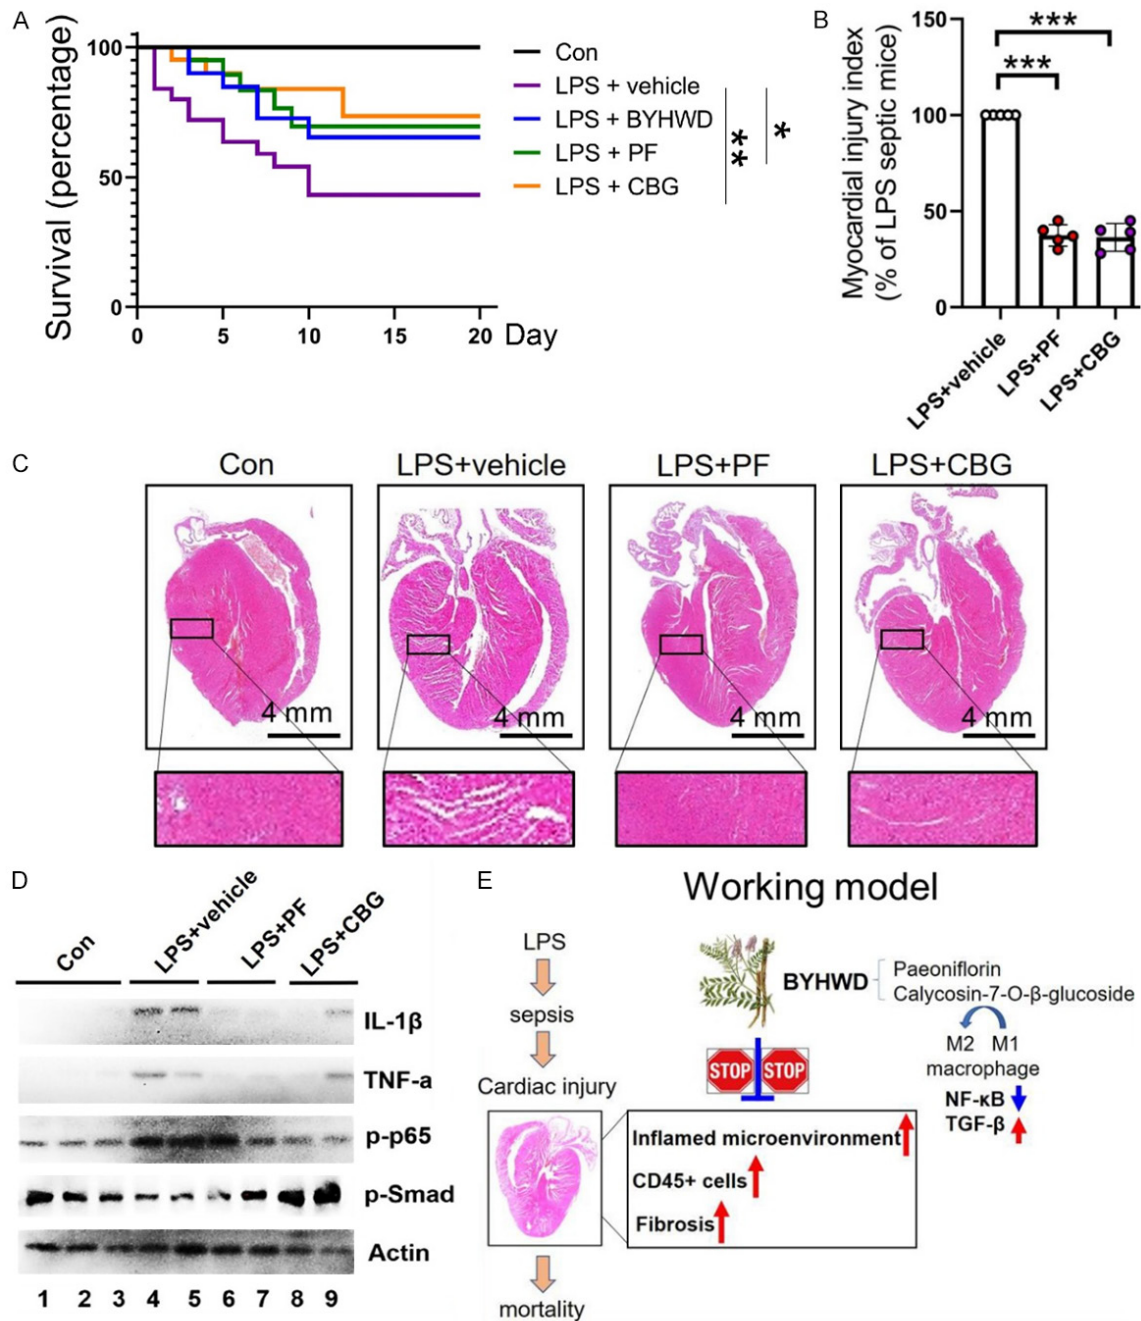 A
Survival (percentage)
100
50
0
0 5 10 15 20 Day
Con
LPS + vehicle
LPS + BYHWD
LPS + PF
LPS + CBG
**
*
B
Myocardial injury index
(% of LPS septic mice)
150
100
50
0
***
***
LPS+vehicle
LPS+PF
LPS+CBG
C
Con
LPS+vehicle
LPS+PF
LPS+CBG
4 mm
4 mm
4 mm
4 mm
D
Con
LPS+vehicle
LPS+PF
LPS+CBG
IL-1β
TNF-a
p-p65
p-Smad
Actin
1 2 3 4 5 6 7 8 9
E
Working model
LPS
sepsis
Cardiac injury
mortality
BYHWD
Paeoniflorin
Calycosin-7-O-β-glucoside
M2 M1
macrophage
NF-κB
TGF-β
STOP STOP
Inflamed microenvironment
CD45+ cells
Fibrosis